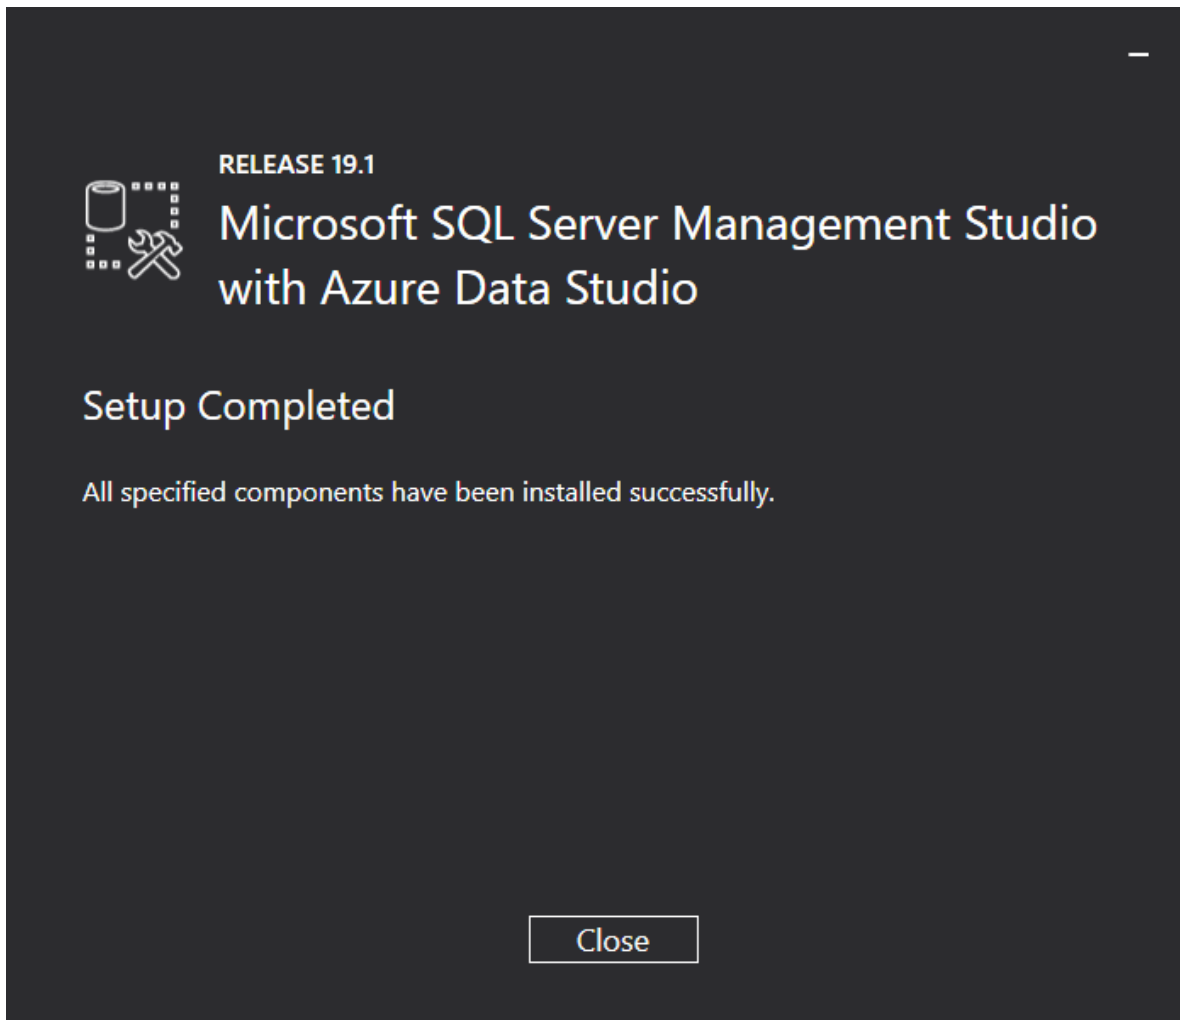 RELEASE 19.1
Microsoft SQL Server Management Studio
with Azure Data Studio
Setup Completed
All specified components have been installed successfully.
Close